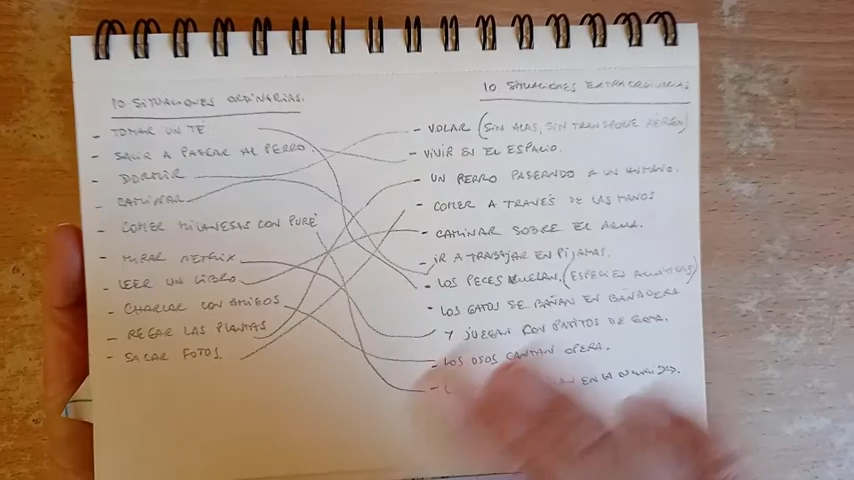 10 SITUACIONES ORDINARIAS.
- TOMAR UN TÉ
- SALIR A PASEAR AL PERRO
- DORMIR
- CAMINAR
- COMER MILANESAS CON PURÉ
- MIRAR NETFLIX
- LEER UN LIBRO
- CHARLAR CON AMIGOS
- REGAR LAS PLANTAS
- SACAR FOTOS.
10 SITUACIONES EXTRAORDINARIAS
- VOLAR (SIN ALAS, SIN TRANSPORTE AÉREO)
- VIVIR EN EL ESPACIO.
- UN PERRO PASEANDO A UN HUMANO.
- COMER A TRAVÉS DE LAS MANOS
- CAMINAR SOBRE EL AGUA.
- IR A TRABAJAR EN PIJAMAS.
- LOS PECES VUELAN. (ESPECIES ACUÁTICAS)
- LOS GATOS SE BAÑAN EN BAÑADERA
Y JUEGAN CON PATITOS DE GOMA.
- LOS OSOS CANTAN OPERA.
EN LA